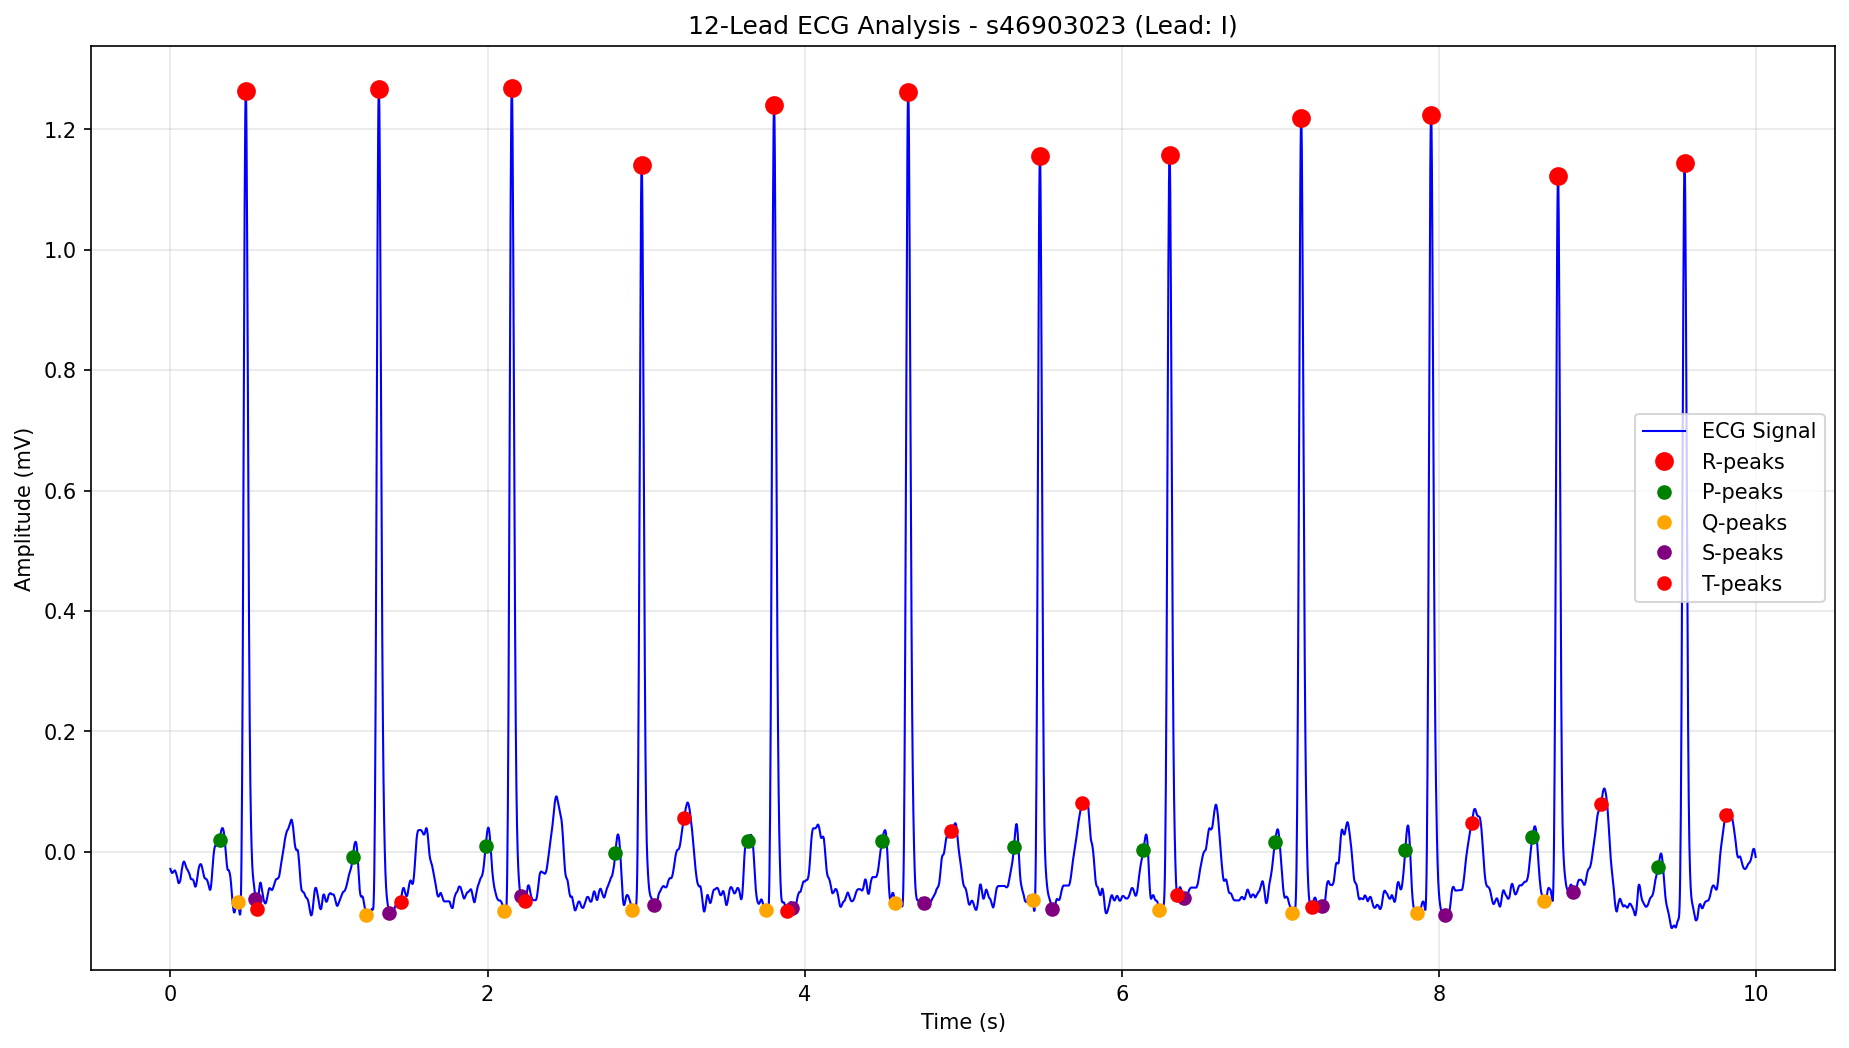 12-Lead ECG Analysis - s46903023 (Lead: I)
Amplitude (mV)
1.2
1.0
0.8
0.6
0.4
0.2
0.0
ECG Signal
R-peaks
P-peaks
Q-peaks
S-peaks
T-peaks
0 2 4 6 8 10
Time (s)